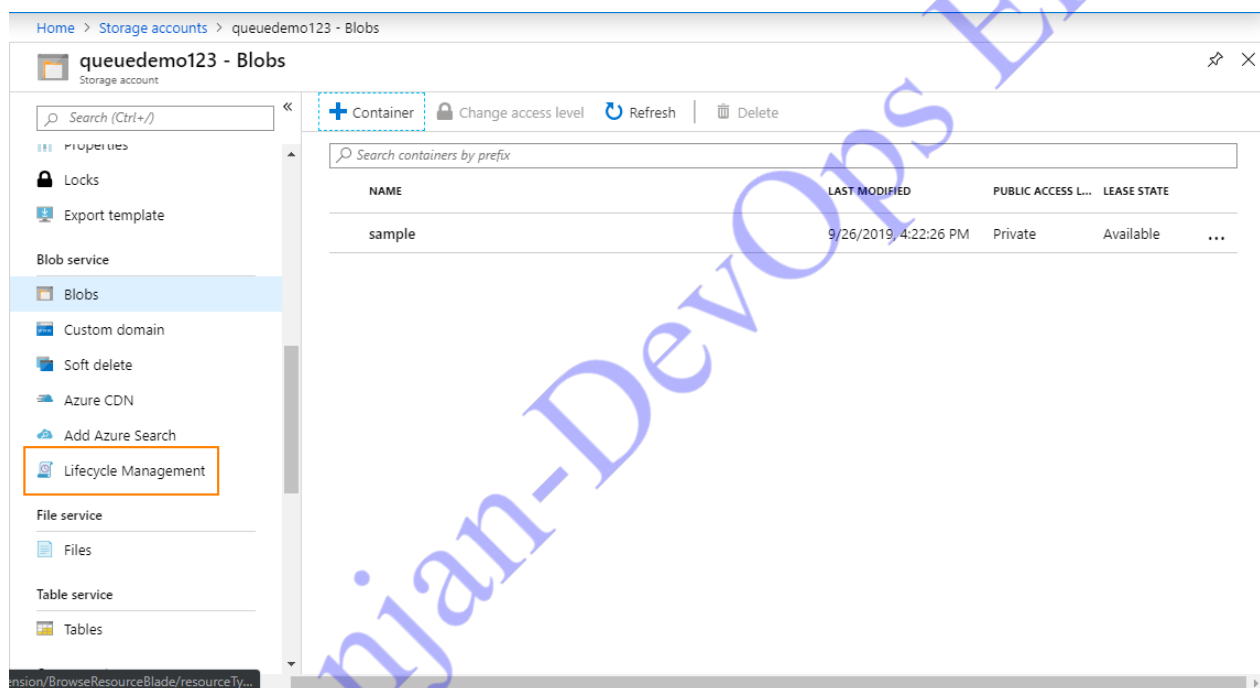 Home > Storage accounts > queuedemo123 - Blobs
queuedemo123 - Blobs
Storage account
Search (Ctrl+/)
«
Properties
Locks
Export template
Blob service
Blobs
Custom domain
Soft delete
Azure CDN
Add Azure Search
Lifecycle Management
File service
Files
Table service
Tables
ension/BrowseResourceBlade/resourceTy...
Container Change access level Refresh Delete
Search containers by prefix
NAME LAST MODIFIED PUBLIC ACCESS L... LEASE STATE
sample 9/26/2019, 4:22:26 PM Private Available ...
njan-DevOps E